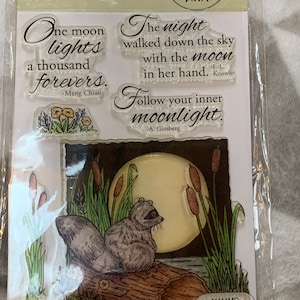 One moon
lights
a thousand
forevers.
-Meng Chiao
The night
walked down the sky
with the moon
in her hand. -F. L.
Knowles
Follow your inner
moonlight.
-A. Ginsberg